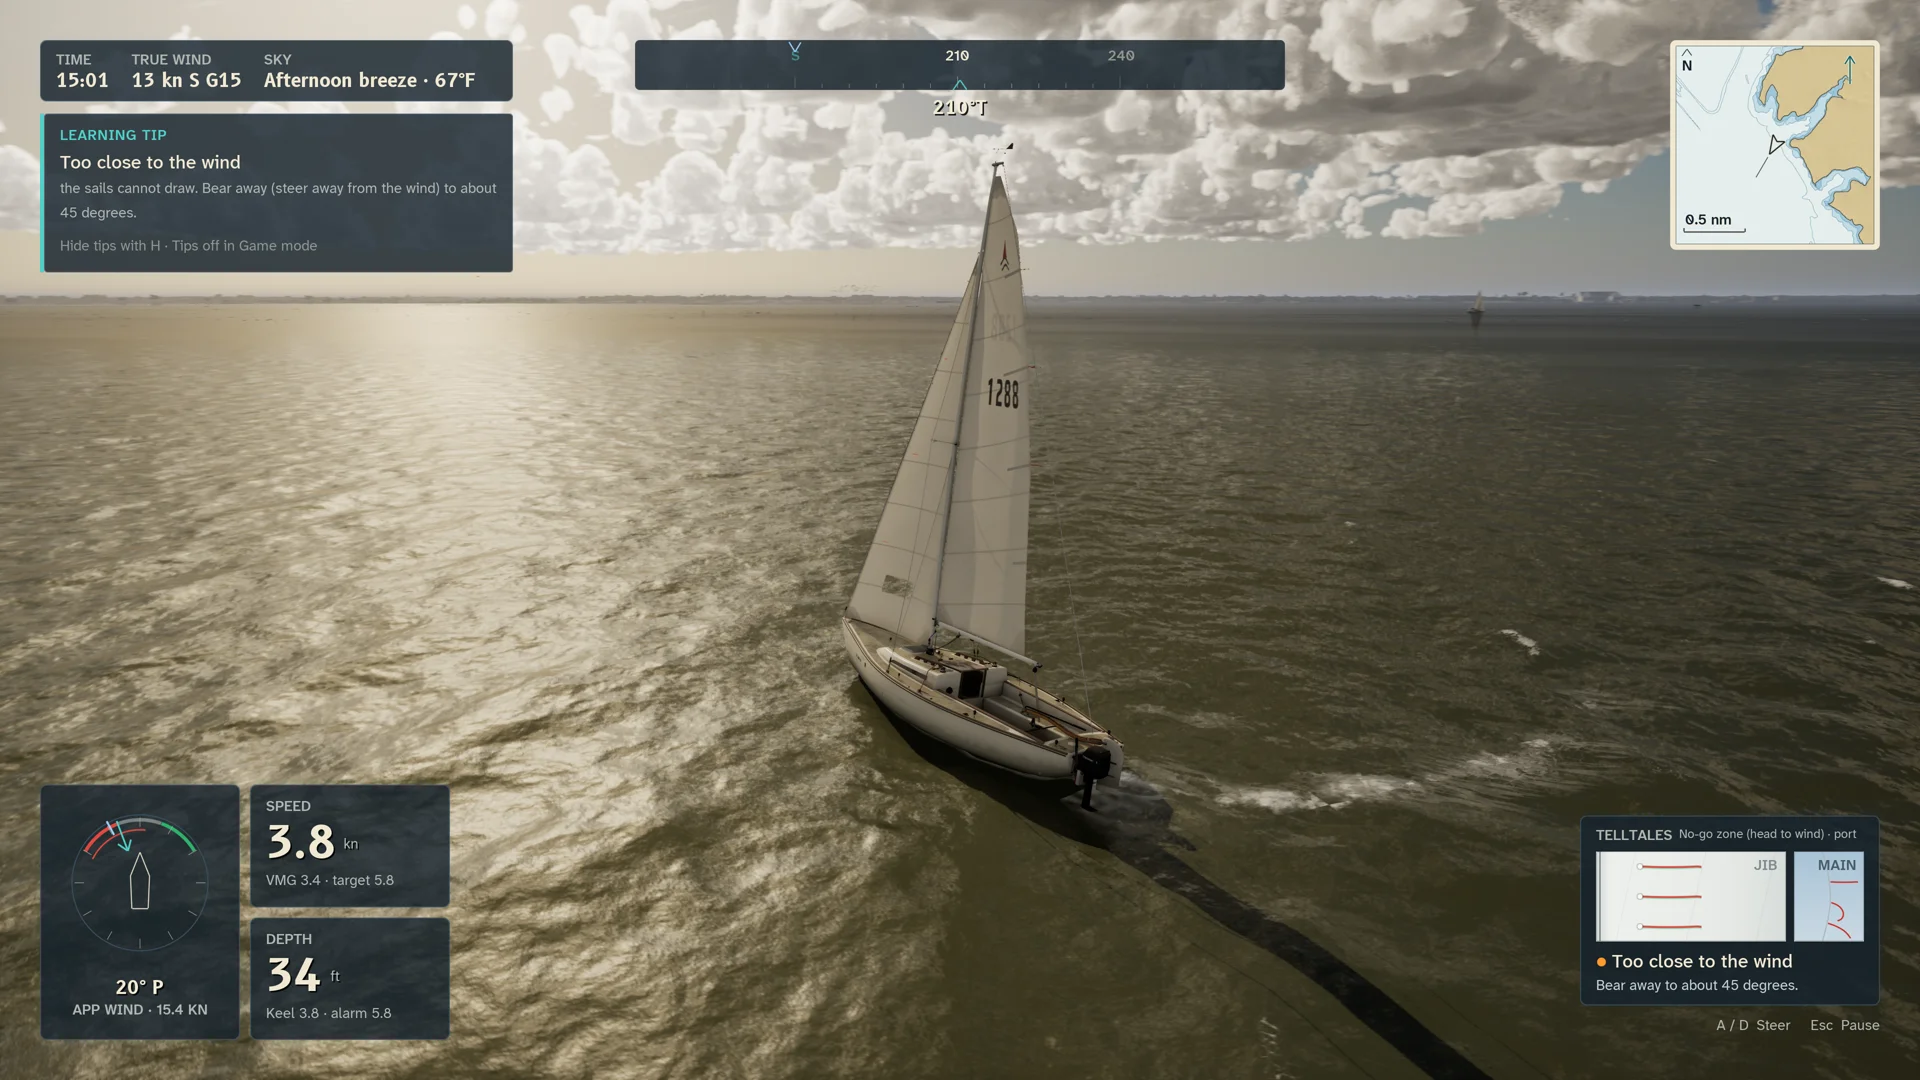 TIME TRUE WIND SKY
15:01 13 kn S G15 Afternoon breeze · 67°F
LEARNING TIP
Too close to the wind
the sails cannot draw. Bear away (steer away from the wind) to about
45 degrees.
Hide tips with H · Tips off in Game mode
S 210 240
210°T
N
0.5 nm
1288
SPEED
3.8 kn
VMG 3.4 · target 5.8
DEPTH
34 ft
Keel 3.8 · alarm 5.8
20° P
APP WIND · 15.4 KN
TELLTALES No-go zone (head to wind) · port
JIB MAIN
Too close to the wind
Bear away to about 45 degrees.
A / D Steer Esc Pause